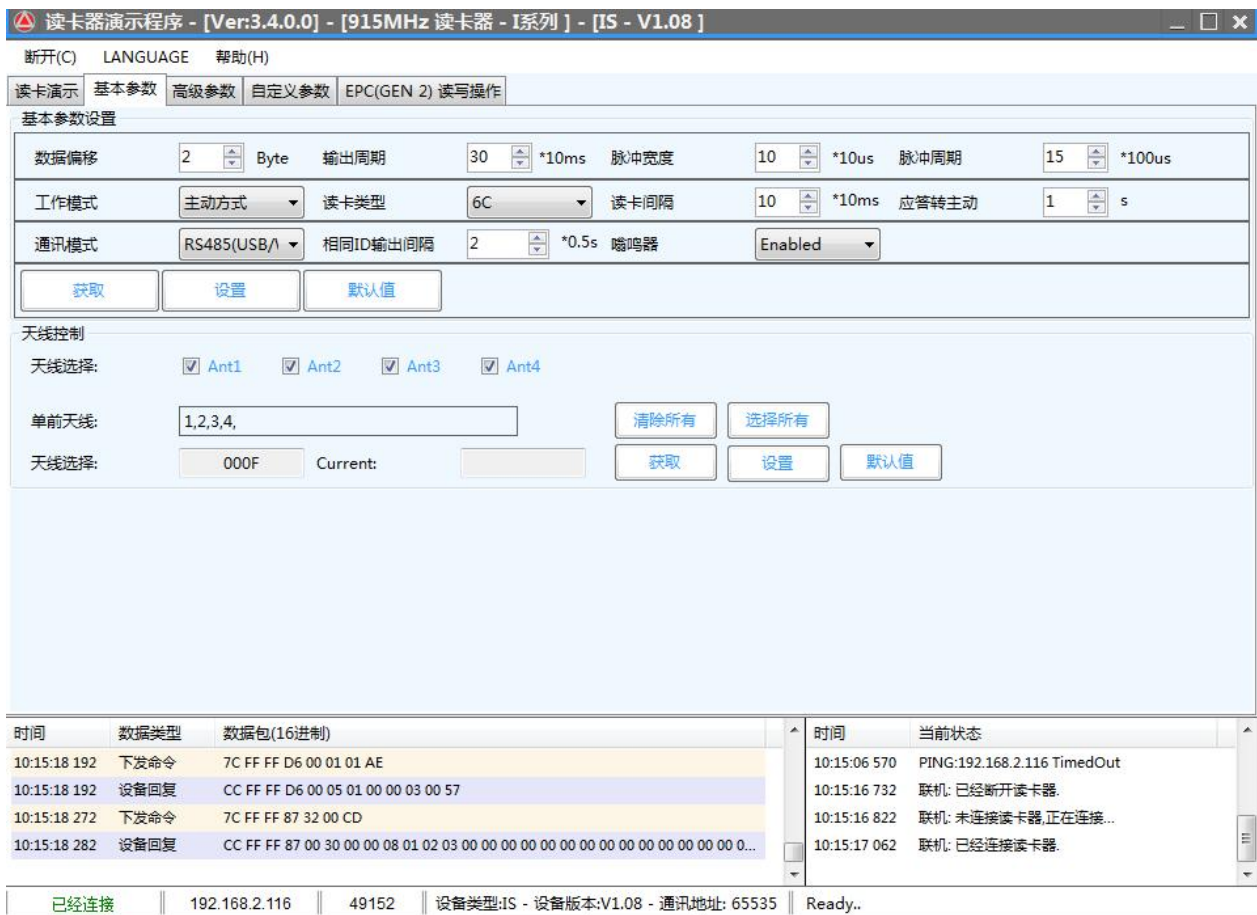 读卡器演示程序 - [Ver:3.4.0.0] - [915MHz 读卡器 - I系列 ] - [IS - V1.08 ]
断开(C) LANGUAGE 帮助(H)
读卡演示 基本参数 高级参数 自定义参数 EPC(GEN 2) 读写操作
基本参数设置
数据偏移 2 Byte 输出周期 30 *10ms 脉冲宽度 10 *10us 脉冲周期 15 *100us
工作模式 主动方式 读卡类型 6C 读卡间隔 10 *10ms 应答转主动 1 s
通讯模式 RS485(USB/\ 相同ID输出间隔 2 *0.5s 嗡鸣器 Enabled
获取 设置 默认值
天线控制
天线选择: Ant1 Ant2 Ant3 Ant4
单前天线: 1,2,3,4, 清除所有 选择所有
天线选择: 000F Current: 获取 设置 默认值
时间 数据类型 数据包(16进制) 时间 当前状态
10:15:18 192 下发命令 7C FF FF D6 00 01 01 AE 10:15:06 570 PING:192.168.2.116 TimedOut
10:15:18 192 设备回复 CC FF FF D6 00 05 01 00 00 03 00 57 10:15:16 732 联机: 已经断开读卡器.
10:15:18 272 下发命令 7C FF FF 87 32 00 CD 10:15:16 822 联机: 未连接读卡器,正在连接...
10:15:18 282 设备回复 CC FF FF 87 00 30 00 00 08 01 02 03 00 00 00 00 00 00 00 00 00 00 00 00 00 00 0... 10:15:17 062 联机: 已经连接读卡器.
已经连接 192.168.2.116 49152 设备类型:IS - 设备版本:V1.08 - 通讯地址: 65535 Ready..